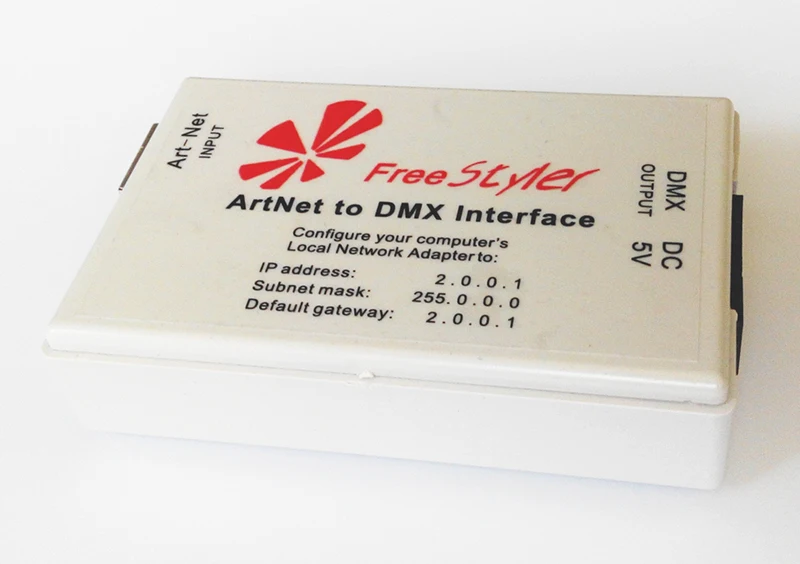 Art-Net
INPUT
FreeStyler
ArtNet to DMX Interface
Configure your computer's
Local Network Adapter to:
IP address: 2.0.0.1
Subnet mask: 255.0.0.0
Default gateway: 2.0.0.1
DMX
OUTPUT
DC
5V